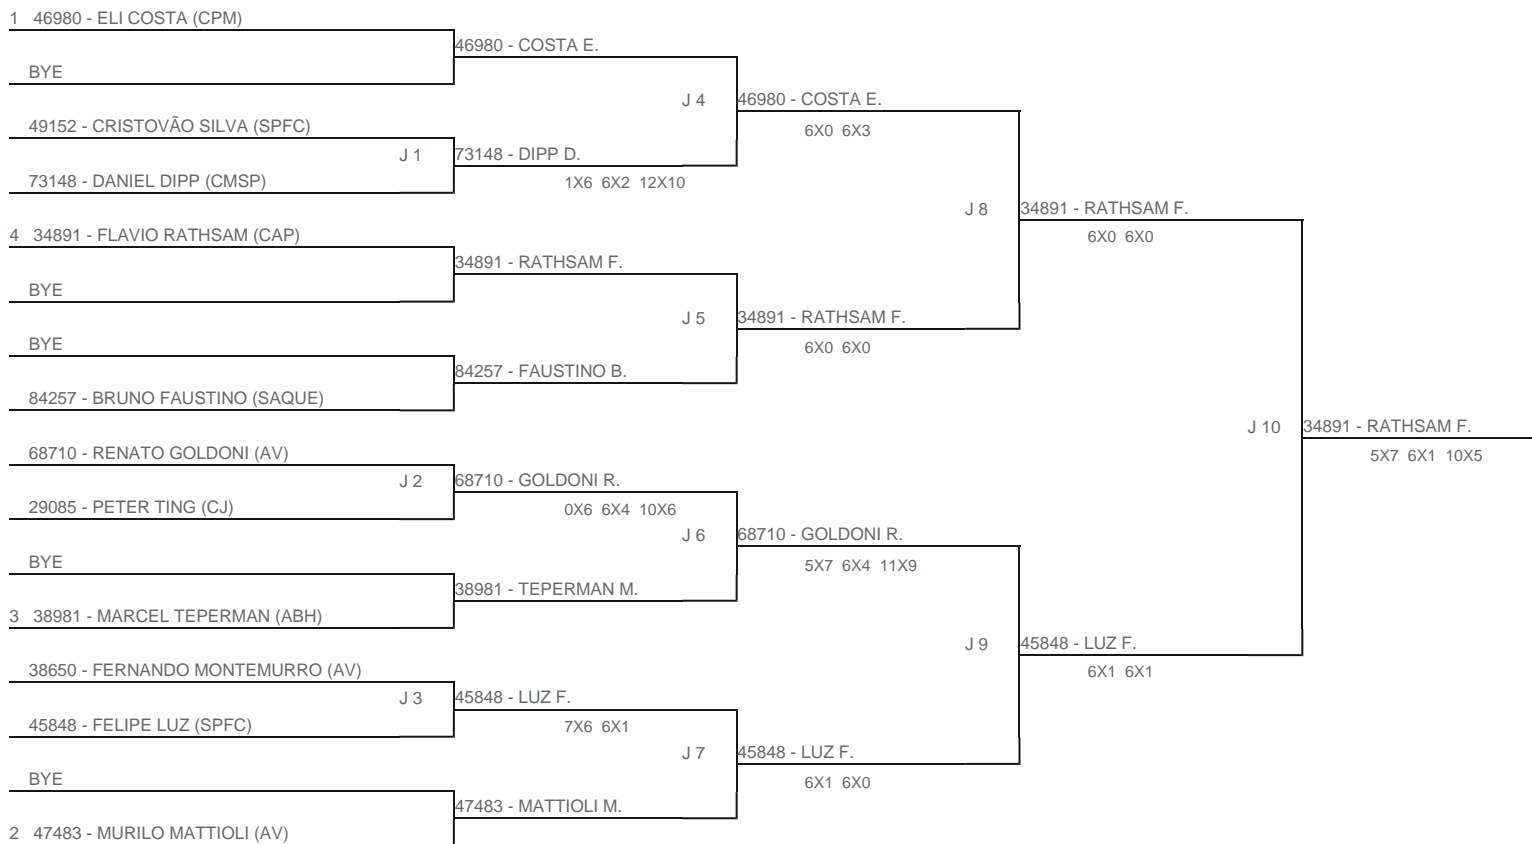 1 46980 - ELI COSTA (CPM)
46980 - COSTA E.
BYE
J 4
46980 - COSTA E.
6X0 6X3
49152 - CRISTOVÃO SILVA (SPFC)
J 1
73148 - DIPP D.
1X6 6X2 12X10
73148 - DANIEL DIPP (CMSP)
J 8
34891 - RATHSAM F.
6X0 6X0
4 34891 - FLAVIO RATHSAM (CAP)
34891 - RATHSAM F.
BYE
J 5
34891 - RATHSAM F.
6X0 6X0
BYE
84257 - FAUSTINO B.
84257 - BRUNO FAUSTINO (SAQUE)
J 10
34891 - RATHSAM F.
5X7 6X1 10X5
68710 - RENATO GOLDONI (AV)
J 2
68710 - GOLDONI R.
0X6 6X4 10X6
29085 - PETER TING (CJ)
J 6
68710 - GOLDONI R.
5X7 6X4 11X9
BYE
38981 - TEPERMAN M.
3 38981 - MARCEL TEPERMAN (ABH)
J 9
45848 - LUZ F.
6X1 6X1
38650 - FERNANDO MONTEMURRO (AV)
J 3
45848 - LUZ F.
7X6 6X1
45848 - FELIPE LUZ (SPFC)
J 7
45848 - LUZ F.
6X1 6X0
BYE
47483 - MATTIOLI M.
2 47483 - MURILO MATTIOLI (AV)